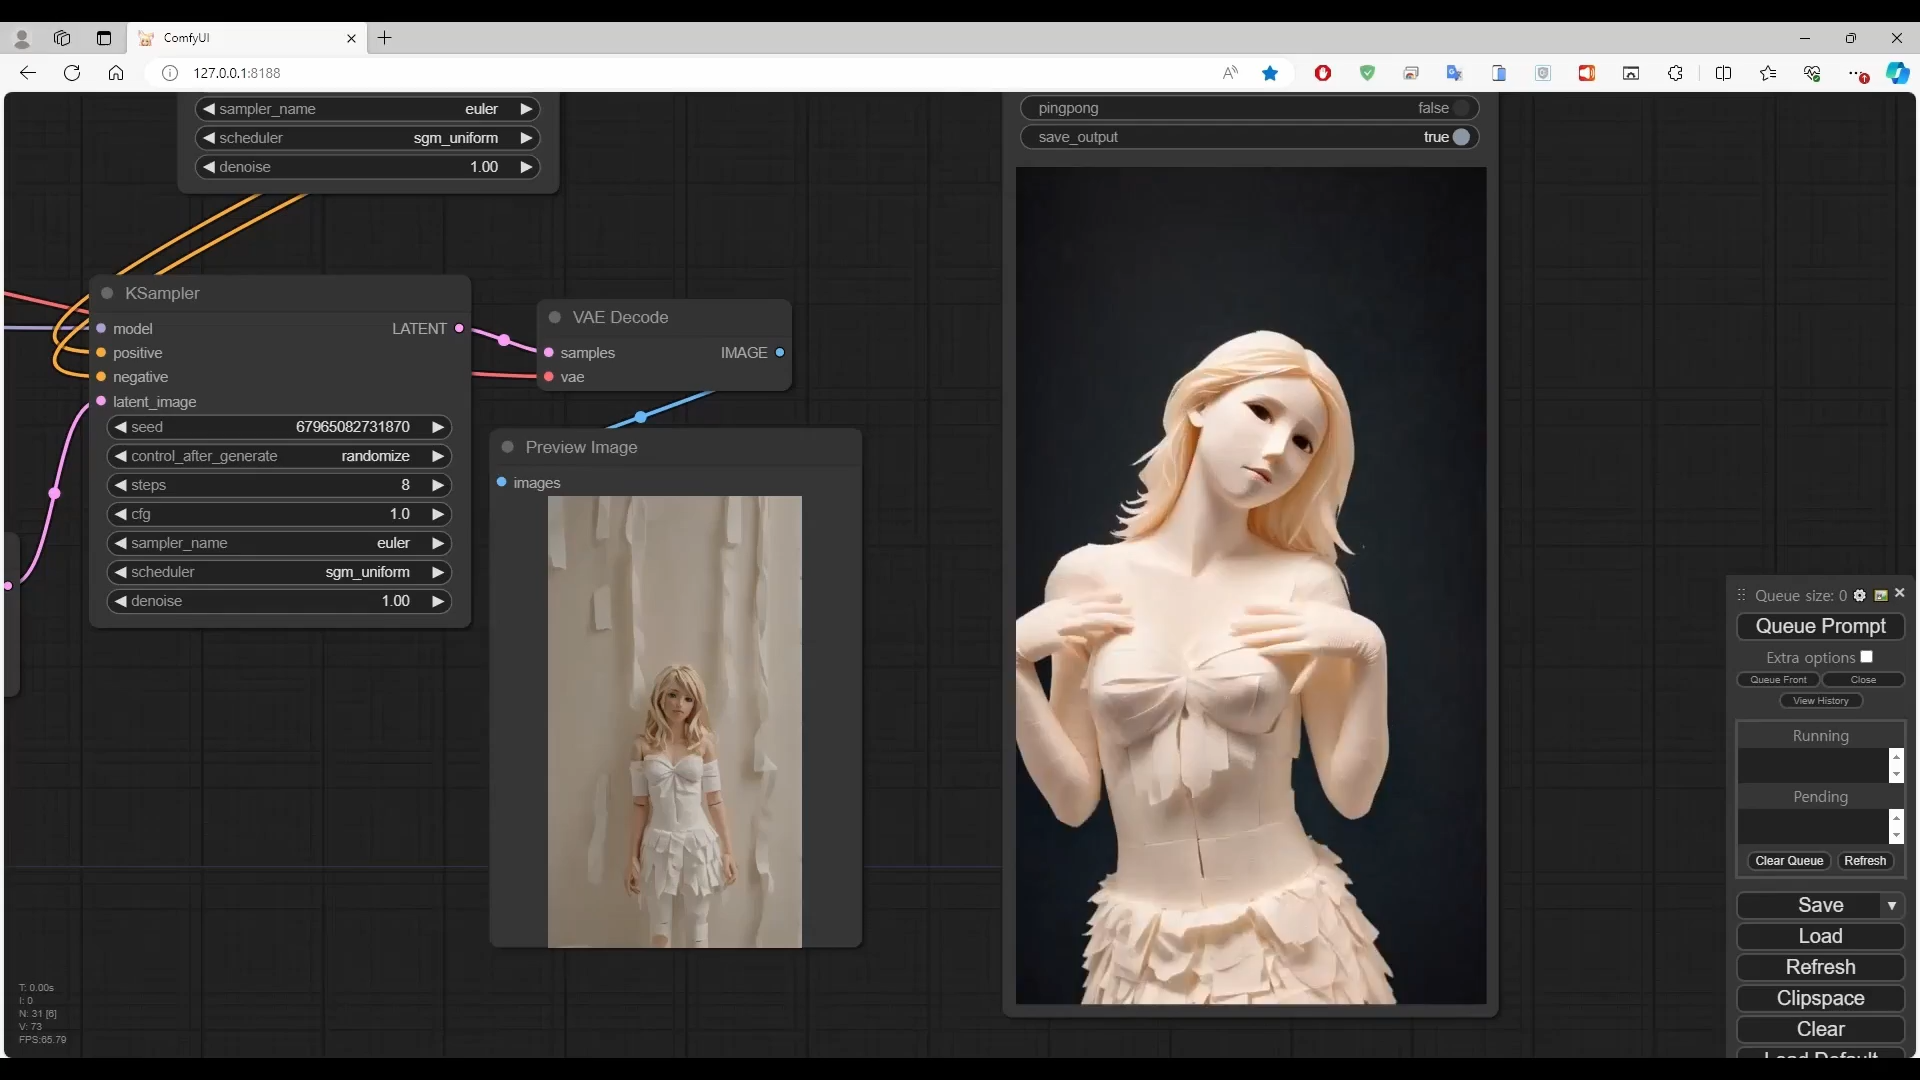 ComfyUI
127.0.0.1:8188
sampler_name euler
scheduler sgm_uniform
denoise 1.00
pingpong false
save_output true
KSampler
model LATENT
positive
negative
latent_image
seed 67965082731870
control_after_generate randomize
steps 8
cfg 1.0
sampler_name euler
scheduler sgm_uniform
denoise 1.00
VAE Decode
samples IMAGE
vae
Preview Image
images
Queue size: 0
Queue Prompt
Extra options
Queue Front Close
View History
Running
Pending
Clear Queue Refresh
Save
Load
Refresh
Clipspace
Clear
Load Default
T: 0.00s
I: 0
N: 31 [6]
V: 73
FPS:65.79